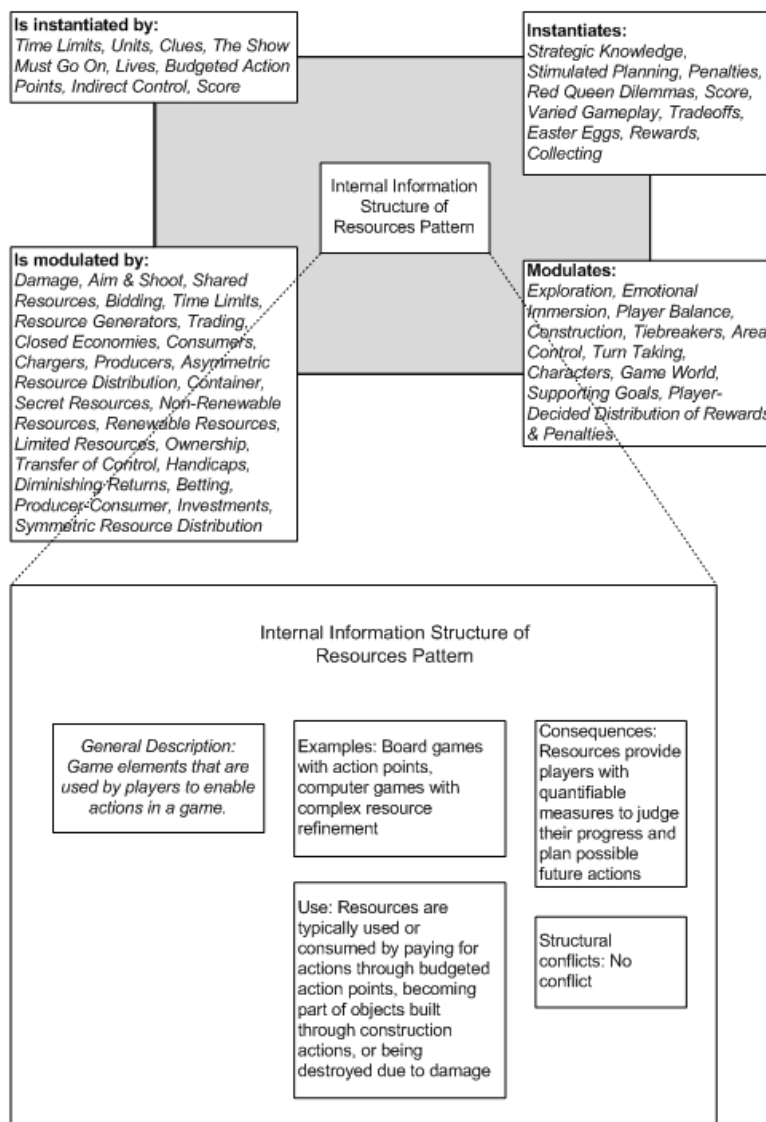 Is instantiated by:
Time Limits, Units, Clues, The Show
Must Go On, Lives, Budgeted Action
Points, Indirect Control, Score
Instantiates:
Strategic Knowledge,
Stimulated Planning, Penalties,
Red Queen Dilemmas, Score,
Varied Gameplay, Tradeoffs,
Easter Eggs, Rewards,
Collecting
Internal Information
Structure of
Resources Pattern
Is modulated by:
Damage, Aim & Shoot, Shared
Resources, Bidding, Time Limits,
Resource Generators, Trading,
Closed Economies, Consumers,
Chargers, Producers, Asymmetric
Resource Distribution, Container,
Secret Resources, Non-Renewable
Resources, Renewable Resources,
Limited Resources, Ownership,
Transfer of Control, Handicaps,
Diminishing Returns, Betting,
Producer-Consumer, Investments,
Symmetric Resource Distribution
Modulates:
Exploration, Emotional
Immersion, Player Balance,
Construction, Tiebreakers, Area
Control, Turn Taking,
Characters, Game World,
Supporting Goals, Player-
Decided Distribution of Rewards
& Penalties
Internal Information Structure of
Resources Pattern
General Description:
Game elements that are
used by players to enable
actions in a game.
Examples: Board games
with action points,
computer games with
complex resource
refinement
Consequences:
Resources provide
players with
quantifiable
measures to judge
their progress and
plan possible
future actions
Use: Resources are
typically used or
consumed by paying for
actions through budgeted
action points, becoming
part of objects built
through construction
actions, or being
destroyed due to damage
Structural
conflicts: No
conflict